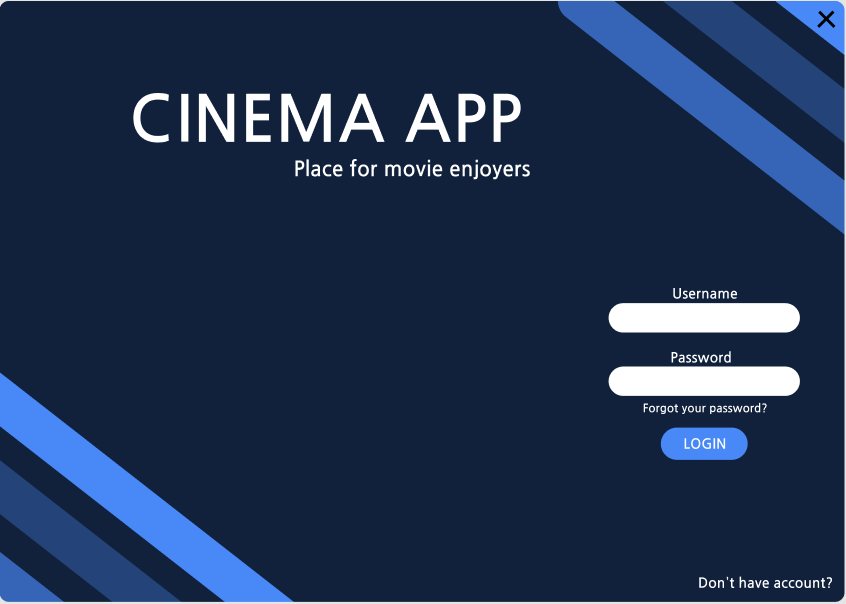 CINEMA APP
Place for movie enjoyers
Username
Password
Forgot your password?
LOGIN
Don't have account?